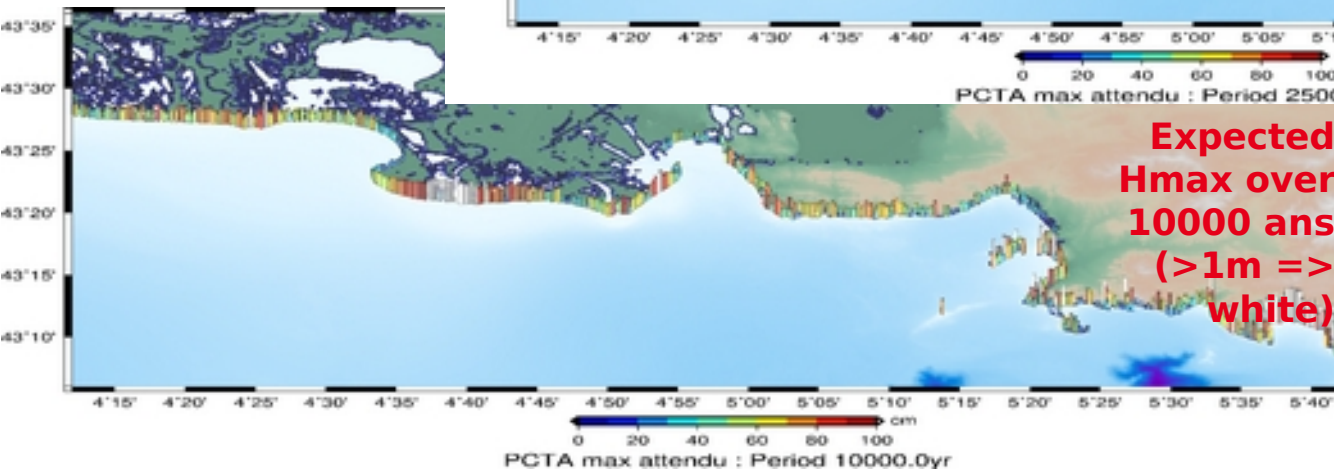 4°15' 4°20' 4°25' 4°30' 4°35' 4°40' 4°45' 4°50' 4°55' 5°00' 5°05'
0 20 40 60 80 100
PCTA max attendu : Period 2500
43°35'
43°30'
43°25'
43°20'
43°15'
43°10'
Expected
Hmax over
10000 ans
(>1m =>
white)
4°15' 4°20' 4°25' 4°30' 4°35' 4°40' 4°45' 4°50' 4°55' 5°00' 5°05' 5°10' 5°15' 5°20' 5°25' 5°30' 5°35' 5°40'
cm
0 20 40 60 80 100
PCTA max attendu : Period 10000.0yr